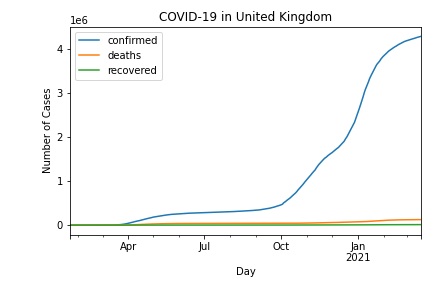 COVID-19 in United Kingdom
1e6
confirmed
deaths
recovered
Number of Cases
4
3
2
1
0
Apr
Jul
Oct
Jan
2021
Day